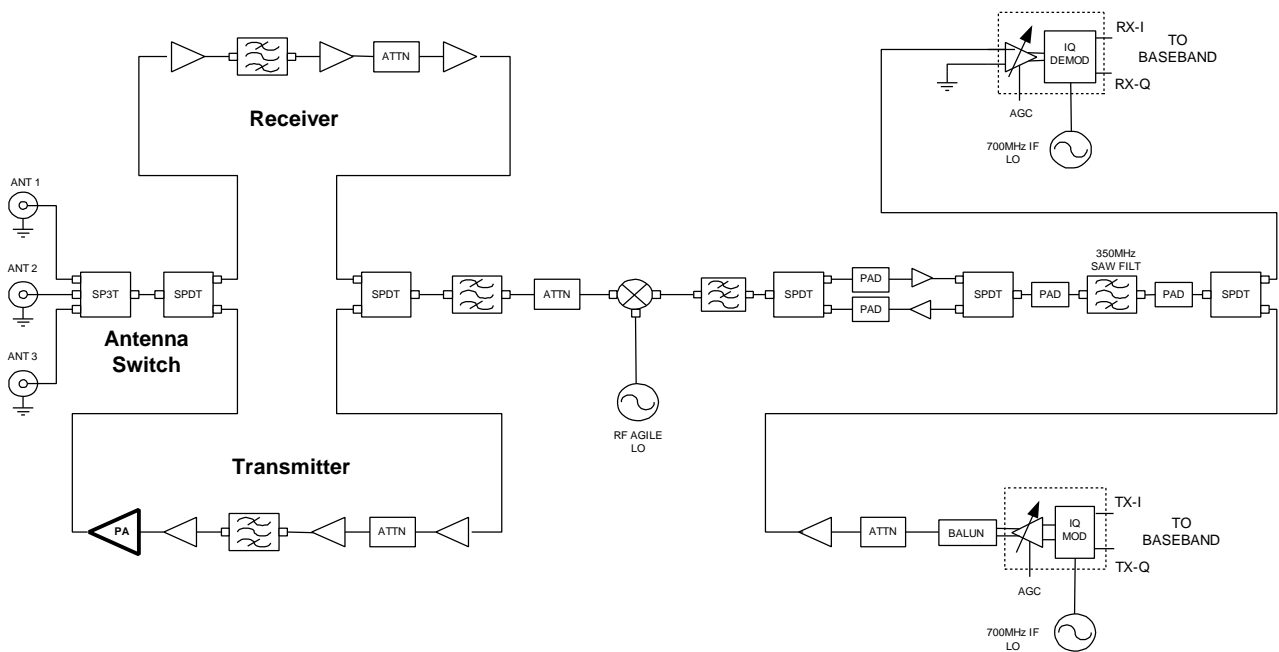 ATTN
Receiver
RX-I
TO
BASEBAND
IQ
DEMOD
RX-Q
AGC
700MHz IF
LO
ANT 1
ANT 2
ANT 3
SP3T
SPDT
Antenna
Switch
SPDT
ATTN
RF AGILE
LO
SPDT
PAD
PAD
SPDT
PAD
350MHz
SAW FILT
PAD
SPDT
Transmitter
PA
ATTN
ATTN
BALUN
IQ
MOD
TX-I
TO
BASEBAND
TX-Q
AGC
700MHz IF
LO